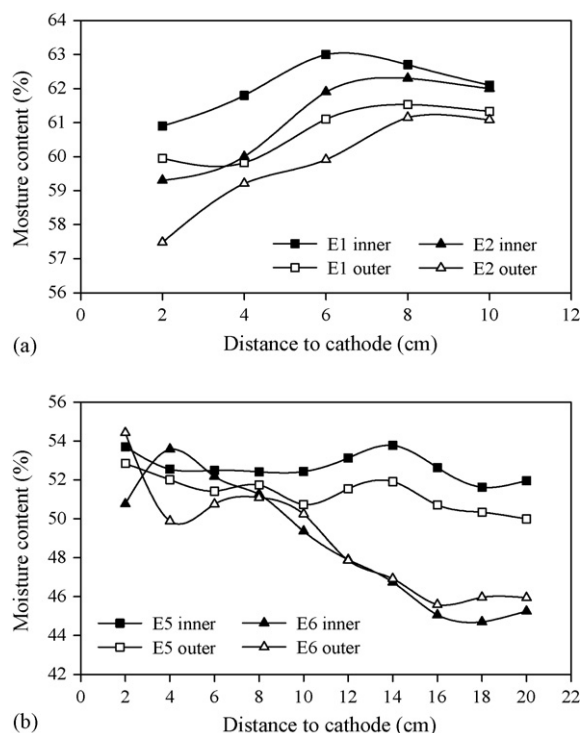 64
63
62
61
60
59
58
57
56
Mosture content (%)
E1 inner
E2 inner
E1 outer
E2 outer
0 2 4 6 8 10 12
(a)
Distance to cathode (cm)
56
54
52
50
48
46
44
42
Moisture content (%)
E5 inner
E6 inner
E5 outer
E6 outer
0 2 4 6 8 10 12 14 16 18 20 22
(b)
Distance to cathode (cm)